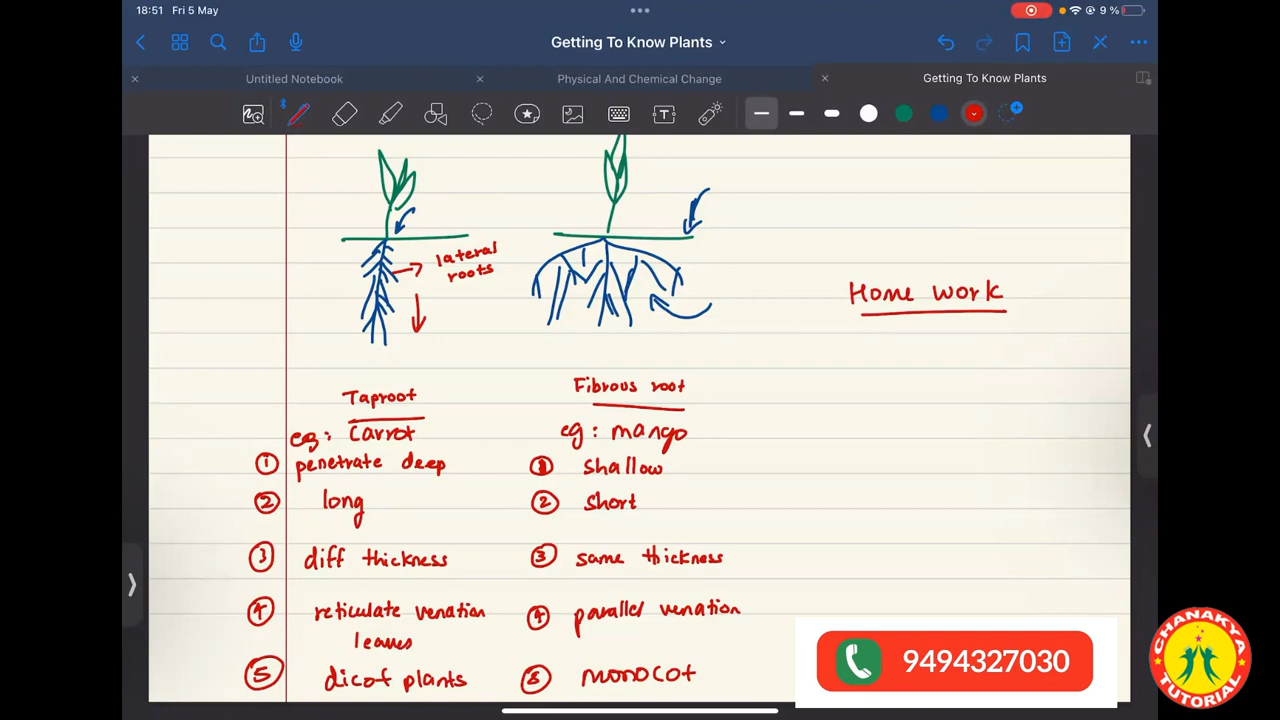 18:51 Fri 5 May
9 %
Getting To Know Plants
Untitled Notebook
Physical And Chemical Change
Getting To Know Plants
lateral
roots
Home work
Taproot
eg: Carrot
① penetrate deep
② long
③ diff thickness
④ reticulate venation
leaves
⑤ dicot plants
Fibrous root
eg: mango
① shallow
② short
③ same thickness
④ parallel venation
⑤ monocot
9494327030
CHANAKYA
TUTORIAL